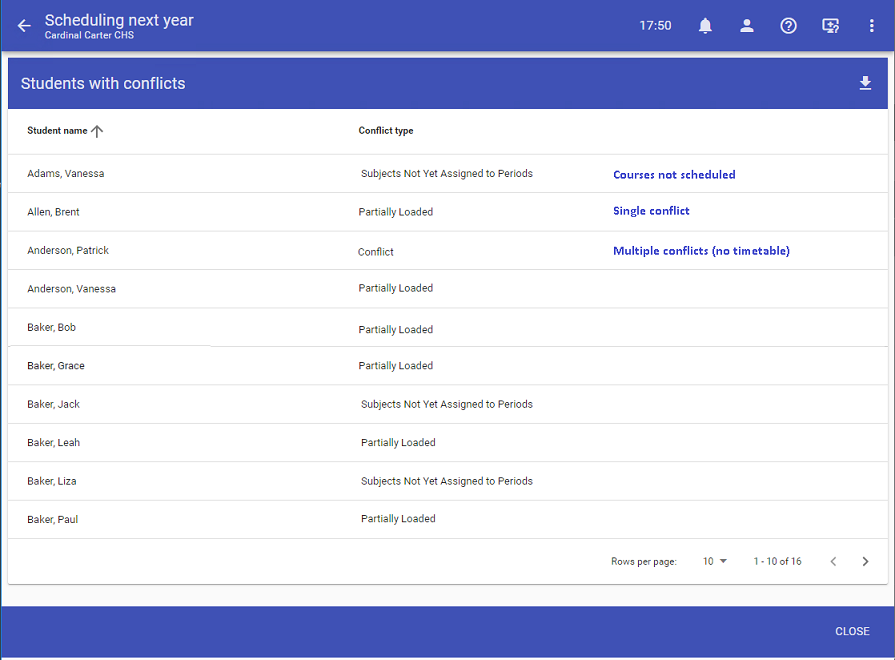 Scheduling next year
Cardinal Carter CHS
17:50
Students with conflicts
Student name Conflict type
Adams, Vanessa Subjects Not Yet Assigned to Periods Courses not scheduled
Allen, Brent Partially Loaded Single conflict
Anderson, Patrick Conflict Multiple conflicts (no timetable)
Anderson, Vanessa Partially Loaded
Baker, Bob Partially Loaded
Baker, Grace Partially Loaded
Baker, Jack Subjects Not Yet Assigned to Periods
Baker, Leah Partially Loaded
Baker, Liza Subjects Not Yet Assigned to Periods
Baker, Paul Partially Loaded
Rows per page: 10 1 - 10 of 16
CLOSE